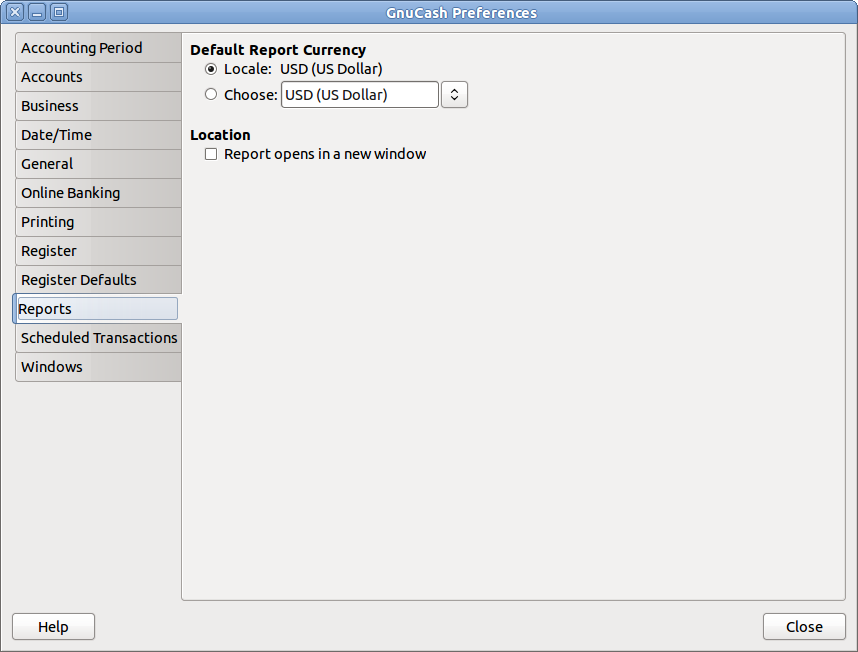 GnuCash Preferences
Accounting Period
Accounts
Business
Date/Time
General
Online Banking
Printing
Register
Register Defaults
Reports
Scheduled Transactions
Windows
Default Report Currency
Locale: USD (US Dollar)
Choose: USD (US Dollar)
Location
Report opens in a new window
Help
Close